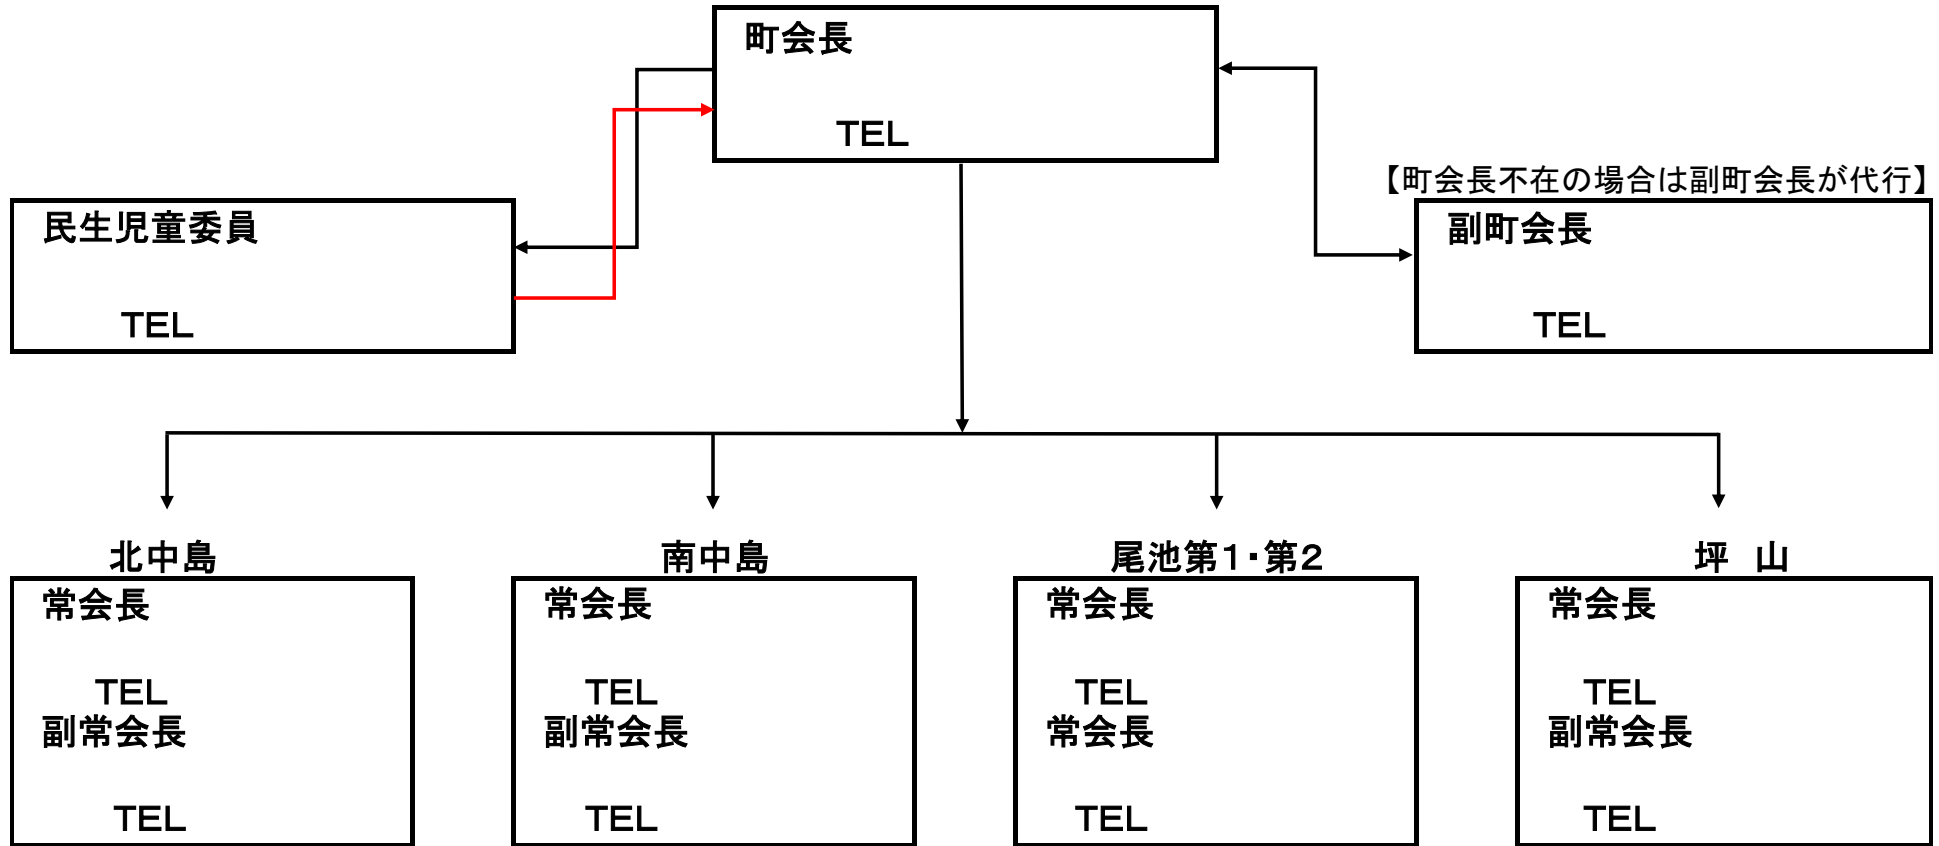 町会長
TEL
【町会長不在の場合は副町会長が代行】
民生児童委員
TEL
副町会長
TEL
北中島
常会長
TEL
副常会長
TEL
南中島
常会長
TEL
副常会長
TEL
尾池第1・第2
常会長
TEL
常会長
TEL
坪　山
常会長
TEL
副常会長
TEL